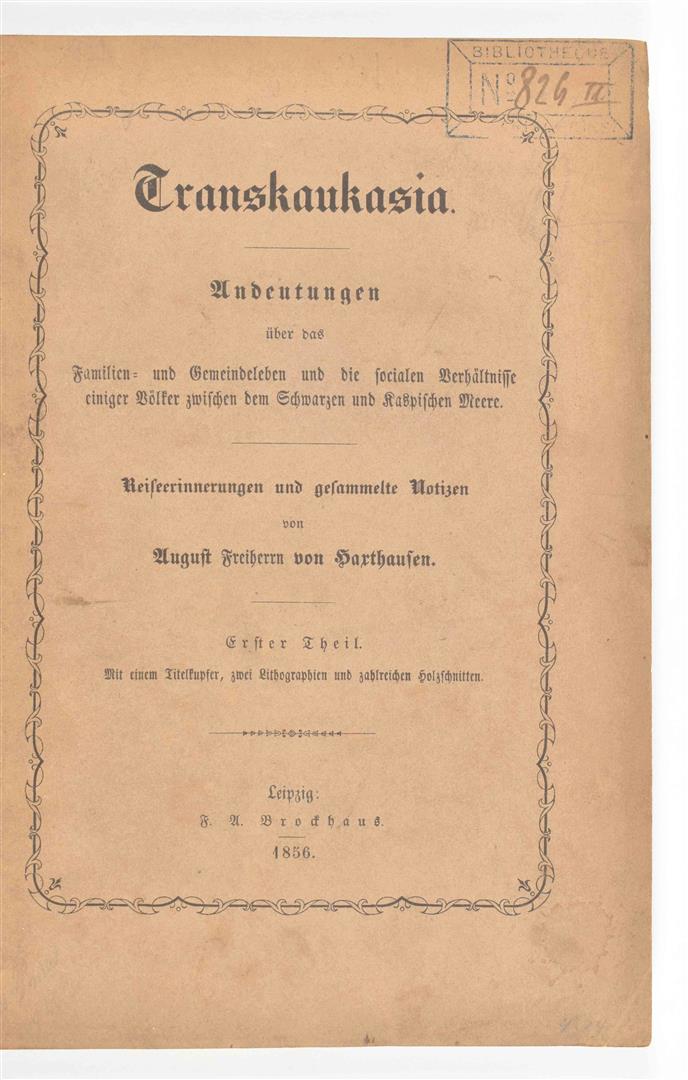 BIBLIOTHEQUE
No 826 II
Transkaukasia.
Andeutungen
über das
Familien- und Gemeindeleben und die socialen Verhältnisse
einiger Völker zwischen dem Schwarzen und Kaspischen Meere.
Reiseerinnerungen und gesammelte Notizen
von
August Freiherrn von Haxthausen.
Erster Theil.
Mit einem Titelkupfer, zwei Lithographien und zahlreichen Holzschnitten.
Leipzig:
F. A. Brockhaus.
1856.